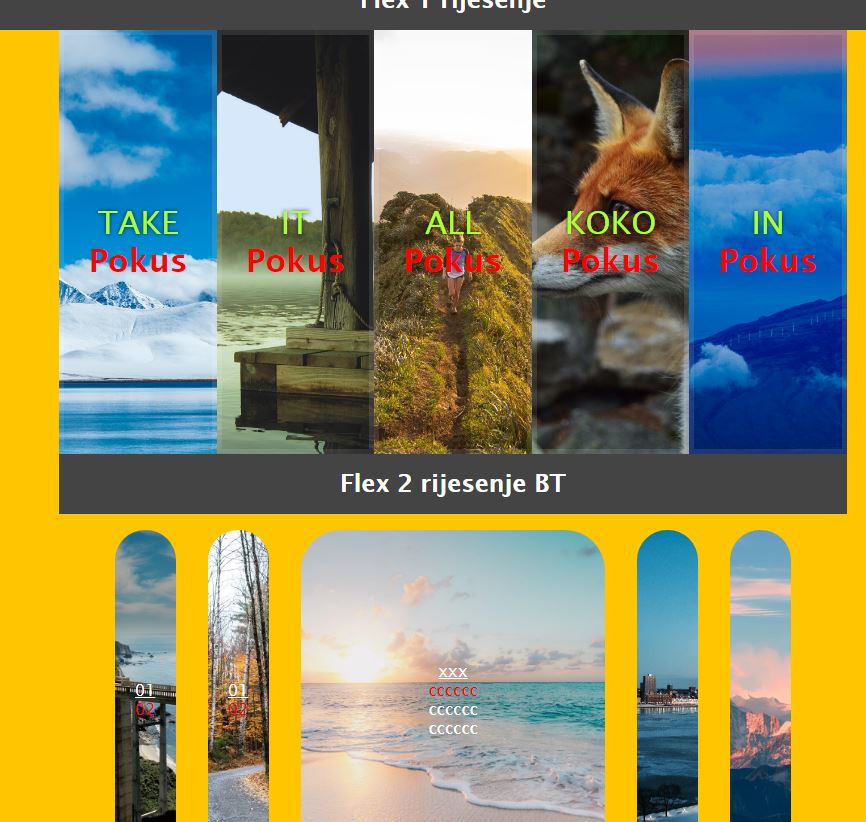 Flex 1 rijesenje
TAKE
Pokus
IT
Pokus
ALL
Pokus
KOKO
Pokus
IN
Pokus
Flex 2 rijesenje BT
01
02
01
02
xxx
cccccc
cccccc
cccccc